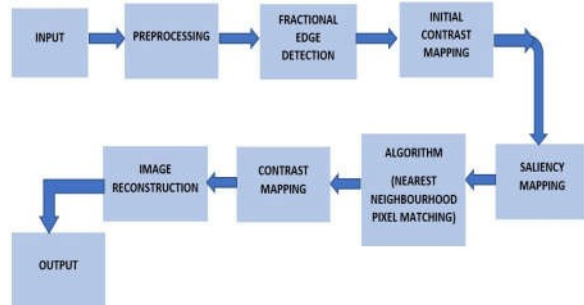 INPUT
PREPROCESSING
FRACTIONAL
EDGE
DETECTION
INITIAL
CONTRAST
MAPPING
SALIENCY
MAPPING
ALGORITHM
(NEAREST
NEIGHBOURHOOD
PIXEL MATCHING)
CONTRAST
MAPPING
IMAGE
RECONSTRUCTION
OUTPUT